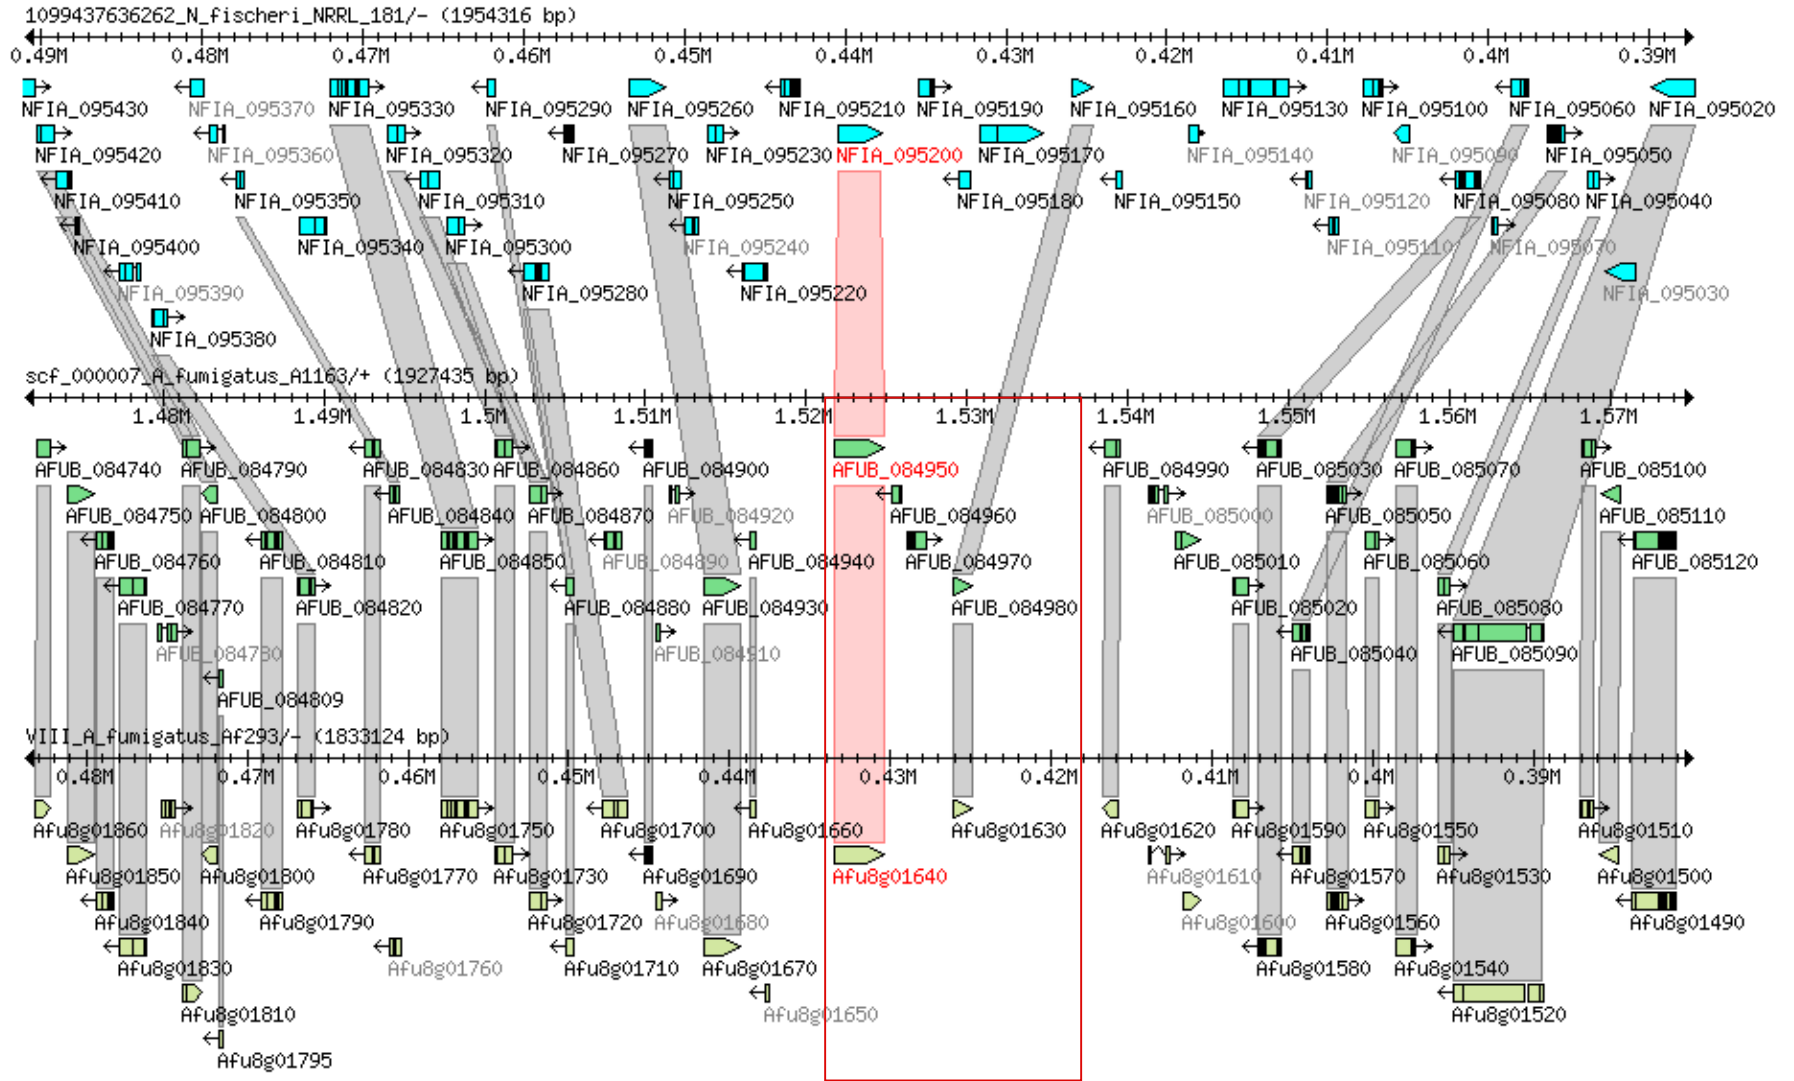 1099437636262_N_fischeri_NRRL_181/- (1954316 bp)
0.49M 0.48M 0.47M 0.46M 0.45M 0.44M 0.43M 0.42M 0.41M 0.4M 0.39M
NFIA_095430 NFIA_095370 NFIA_095330 NFIA_095290 NFIA_095260 NFIA_095210 NFIA_095190 NFIA_095160 NFIA_095130 NFIA_095100 NFIA_095060 NFIA_095020
NFIA_095420 NFIA_095360 NFIA_095320 NFIA_095270 NFIA_095230 NFIA_095200 NFIA_095170 NFIA_095140 NFIA_095090 NFIA_095050
NFIA_095410 NFIA_095350 NFIA_095310 NFIA_095250 NFIA_095180 NFIA_095150 NFIA_095120 NFIA_095080 NFIA_095040
NFIA_095400 NFIA_095340 NFIA_095300 NFIA_095240 NFIA_095110 NFIA_095070
NFIA_095390 NFIA_095280 NFIA_095220 NFIA_095030
NFIA_095380
scf_000007_A_fumigatus_A1163/+ (1927435 bp)
1.48M 1.49M 1.5M 1.51M 1.52M 1.53M 1.54M 1.55M 1.56M 1.57M
AFUB_084740 AFUB_084790 AFUB_084830 AFUB_084860 AFUB_084900 AFUB_084950 AFUB_084990 AFUB_085030 AFUB_085070 AFUB_085100
AFUB_084750 AFUB_084800 AFUB_084840 AFUB_084870 AFUB_084920 AFUB_084960 AFUB_085000 AFUB_085050 AFUB_085110
AFUB_084760 AFUB_084810 AFUB_084850 AFUB_084890 AFUB_084940 AFUB_084970 AFUB_085010 AFUB_085060 AFUB_085120
AFUB_084770 AFUB_084820 AFUB_084880 AFUB_084930 AFUB_084980 AFUB_085020 AFUB_085080
AFUB_084780 AFUB_084910 AFUB_085040 AFUB_085090
AFUB_084809
VIII_A_fumigatus_Af293/- (1833124 bp)
0.48M 0.47M 0.46M 0.45M 0.44M 0.43M 0.42M 0.41M 0.4M 0.39M
Afu8g01860 Afu8g01820 Afu8g01780 Afu8g01750 Afu8g01700 Afu8g01660 Afu8g01630 Afu8g01620 Afu8g01590 Afu8g01550 Afu8g01510
Afu8g01850 Afu8g01800 Afu8g01770 Afu8g01730 Afu8g01690 Afu8g01640 Afu8g01610 Afu8g01570 Afu8g01530 Afu8g01500
Afu8g01840 Afu8g01790 Afu8g01720 Afu8g01680 Afu8g01600 Afu8g01560 Afu8g01490
Afu8g01830 Afu8g01760 Afu8g01710 Afu8g01670 Afu8g01580 Afu8g01540
Afu8g01810 Afu8g01650 Afu8g01520
Afu8g01795